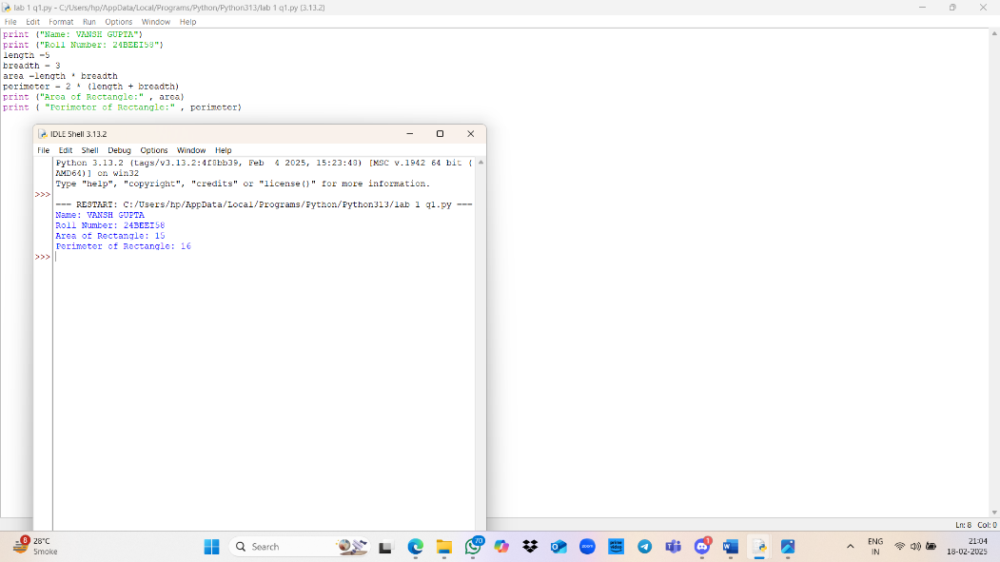 lab 1 q1.py - C:/Users/hp/AppData/Local/Programs/Python/Python313/lab 1 q1.py (3.13.2)
File Edit Format Run Options Window Help
print ("Name: VANSH GUPTA")
print ("Roll Number: 24BEEI58")
length =5
breadth = 3
area =length * breadth
perimeter = 2 * (length + breadth)
print ("Area of Rectangle:" , area)
print ( "Perimeter of Rectangle:" , perimeter)
IDLE Shell 3.13.2
File Edit Shell Debug Options Window Help
Python 3.13.2 (tags/v3.13.2:4f8bb39, Feb  4 2025, 15:23:48) [MSC v.1942 64 bit (
AMD64)] on win32
Type "help", "copyright", "credits" or "license()" for more information.
>>>
=== RESTART: C:/Users/hp/AppData/Local/Programs/Python/Python313/lab 1 q1.py ===
Name: VANSH GUPTA
Roll Number: 24BEEI58
Area of Rectangle: 15
Perimeter of Rectangle: 16
>>>
Ln: 8 Col: 0
8
28°C
Smoke
Search
70
zoom
prime video
1
ENG
IN
21:04
18-02-2025